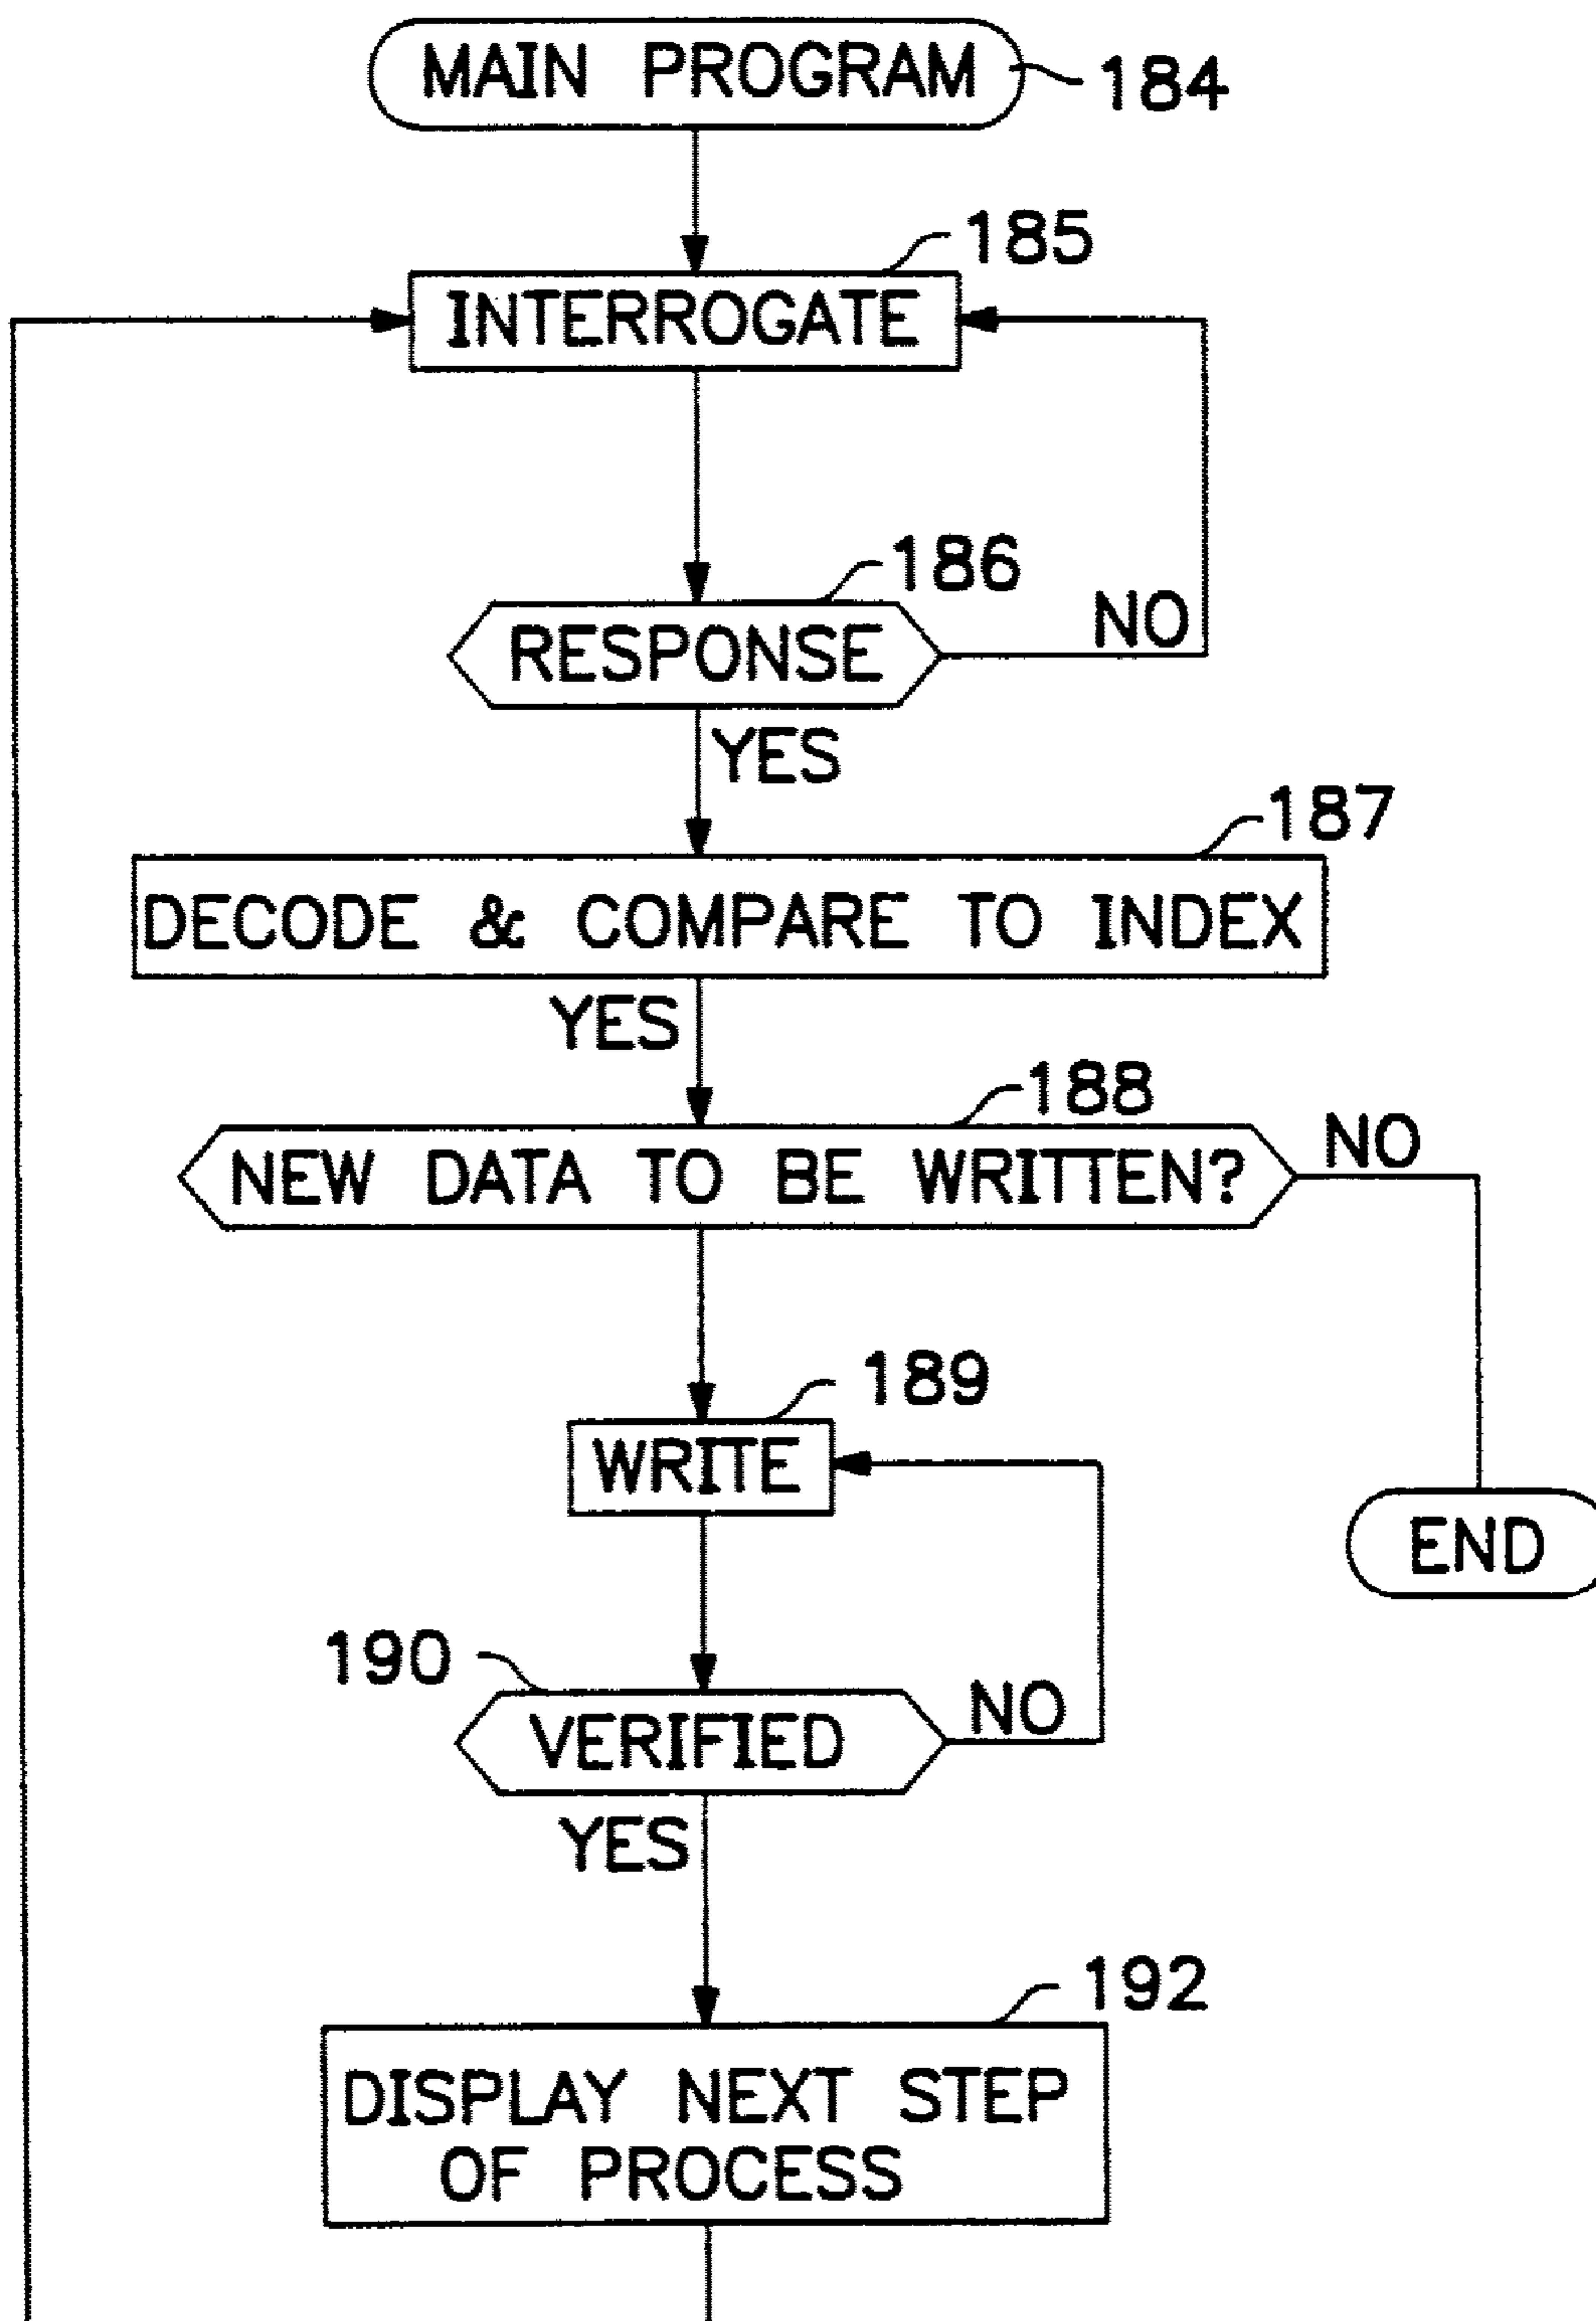 MAIN PROGRAM
184
185
INTERROGATE
186
RESPONSE
NO
YES
187
DECODE & COMPARE TO INDEX
YES
188
NEW DATA TO BE WRITTEN?
NO
189
WRITE
END
190
VERIFIED
NO
YES
192
DISPLAY NEXT STEP
OF PROCESS